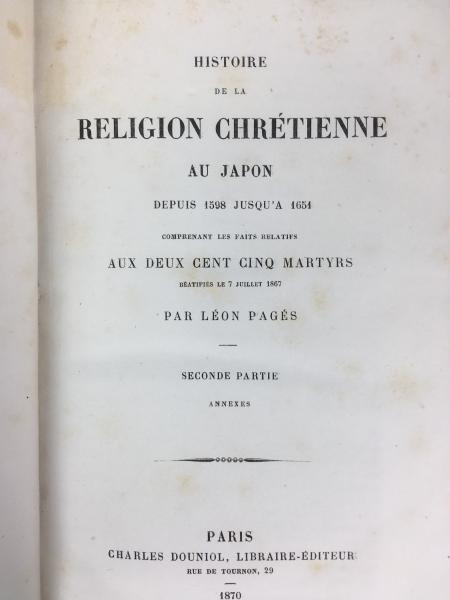 HISTOIRE
DE LA
RELIGION CHRÉTIENNE
AU JAPON
DEPUIS 1598 JUSQU'A 1651
COMPRENANT LES FAITS RELATIFS
AUX DEUX CENT CINQ MARTYRS
BÉATIFIÉS LE 7 JUILLET 1867
PAR LÉON PAGÉS
SECONDE PARTIE
ANNEXES
PARIS
CHARLES DOUNIOL, LIBRAIRE-ÉDITEUR
RUE DE TOURNON, 29
1870